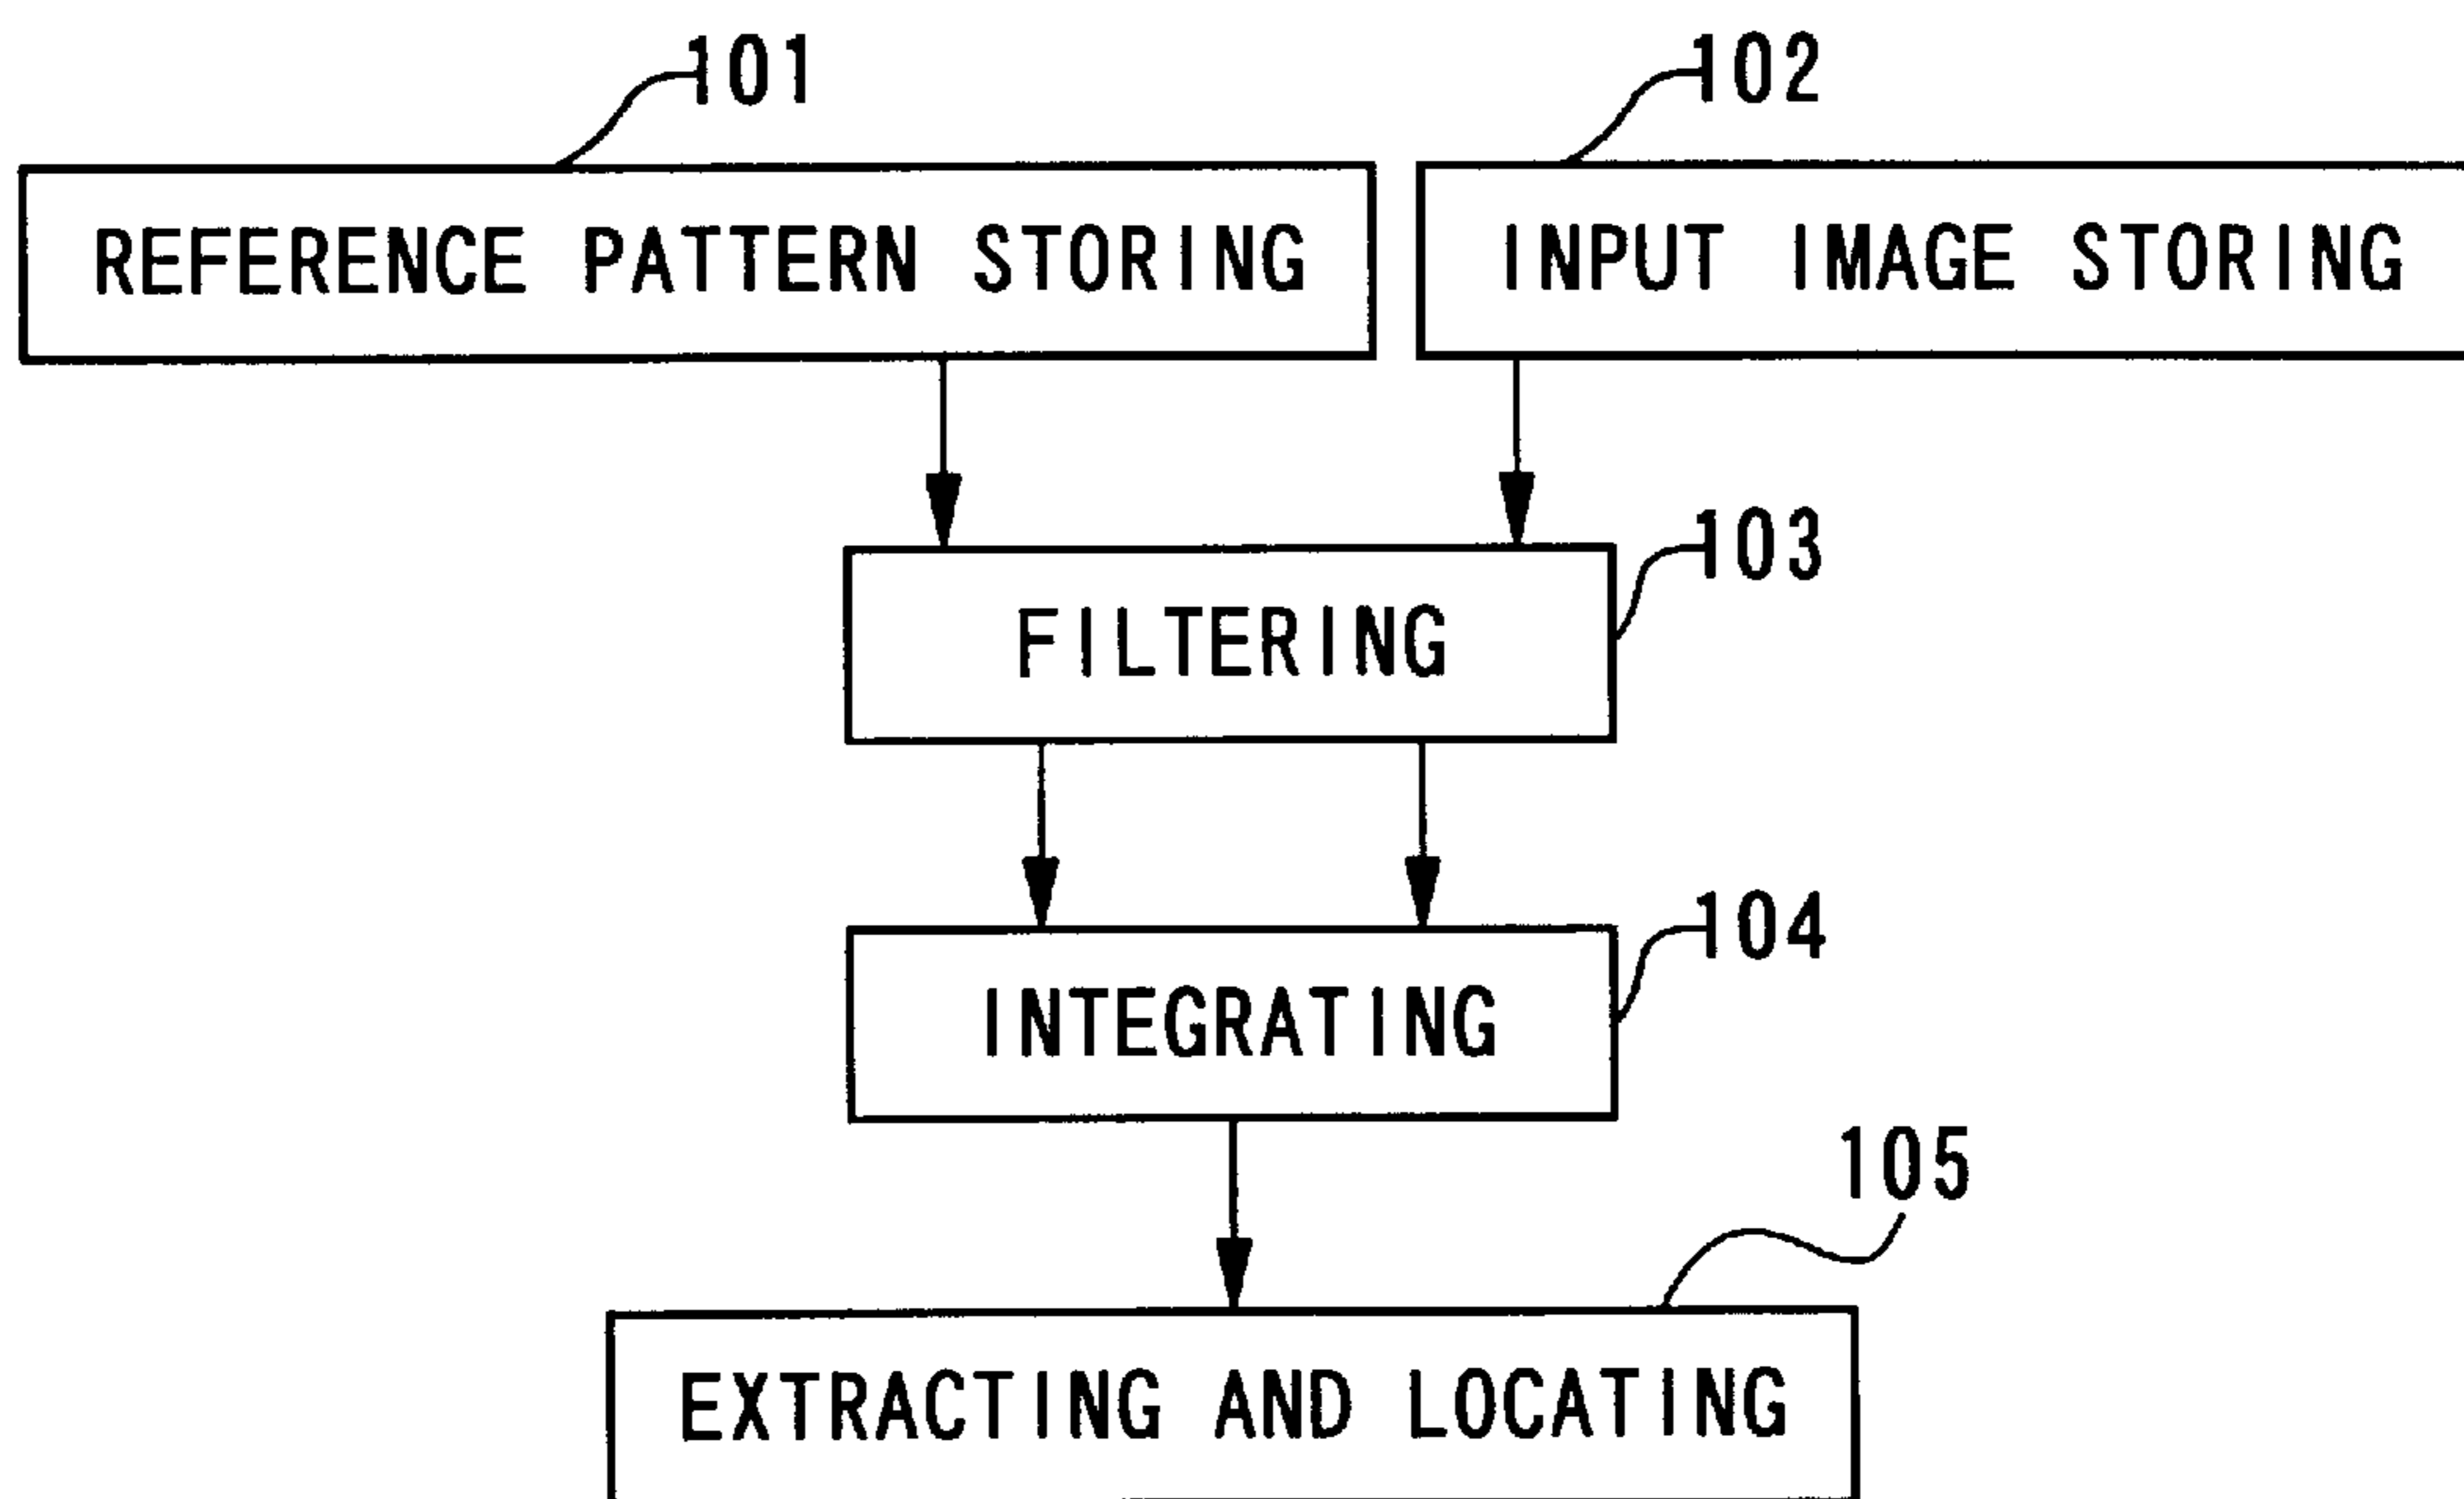 101
102
REFERENCE PATTERN STORING
INPUT IMAGE STORING
103
FILTERING
104
INTEGRATING
105
EXTRACTING AND LOCATING